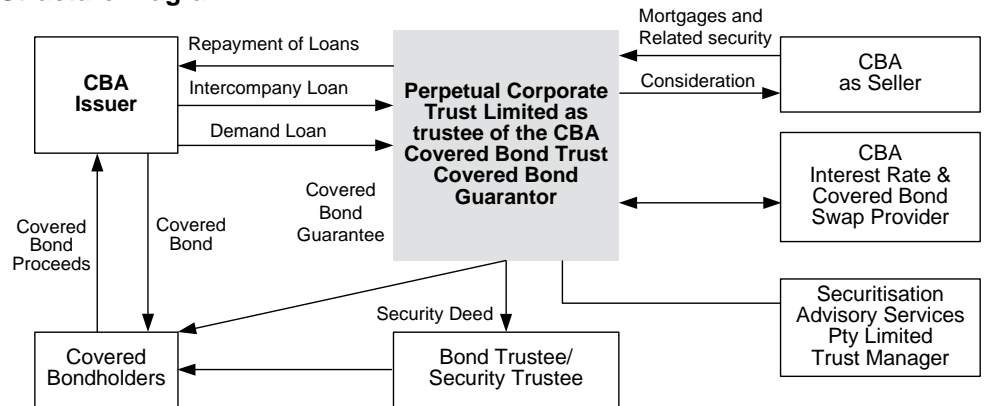 Structure Diagram
Repayment of Loans
CBA
Issuer
Intercompany Loan
Demand Loan
Perpetual Corporate
Trust Limited as
trustee of the CBA
Covered Bond Trust
Covered Bond
Guarantor
Mortgages and
Related security
Consideration
CBA
as Seller
CBA
Interest Rate &
Covered Bond
Swap Provider
Covered
Bond
Proceeds
Covered
Bond
Covered
Bond
Guarantee
Security Deed
Securitisation
Advisory Services
Pty Limited
Trust Manager
Covered
Bondholders
Bond Trustee/
Security Trustee